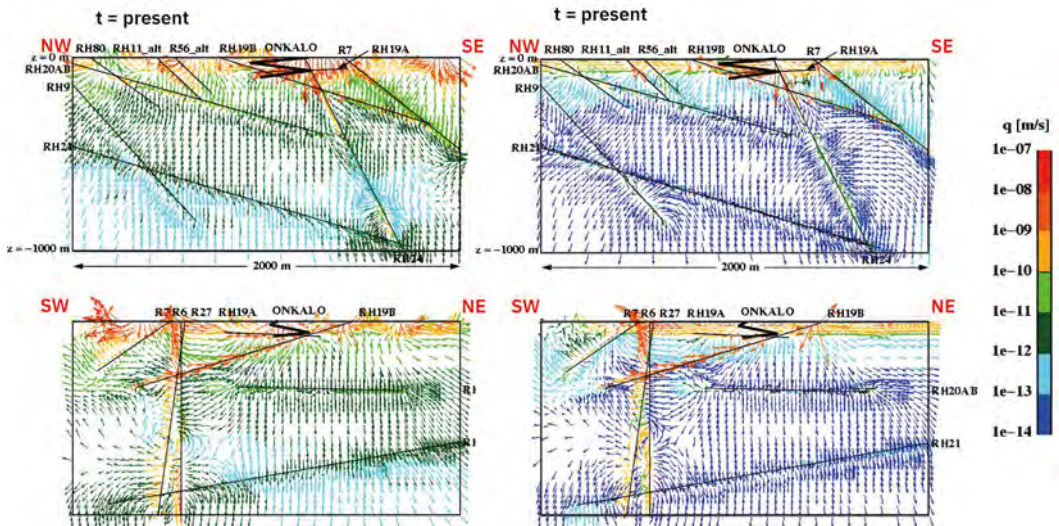 t = present
t = present
NW RH80 RH11_alt R56_alt RH19B ONKALO R7 RH19A SE
z = 0 m
RH20AB
RH9
RH21
z = −1000 m
RH24
2000 m
NW RH80 RH11_alt R56_alt RH19B ONKALO R7 RH19A SE
z = 0 m
RH20AB
RH9
RH21
z = −1000 m
RH24
2000 m
SW R7 R6 R27 RH19A ONKALO RH19B NE
SW R7 R6 R27 RH19A ONKALO RH19B NE
RH20AB
RH21
q [m/s]
1e−07
1e−08
1e−09
1e−10
1e−11
1e−12
1e−13
1e−14